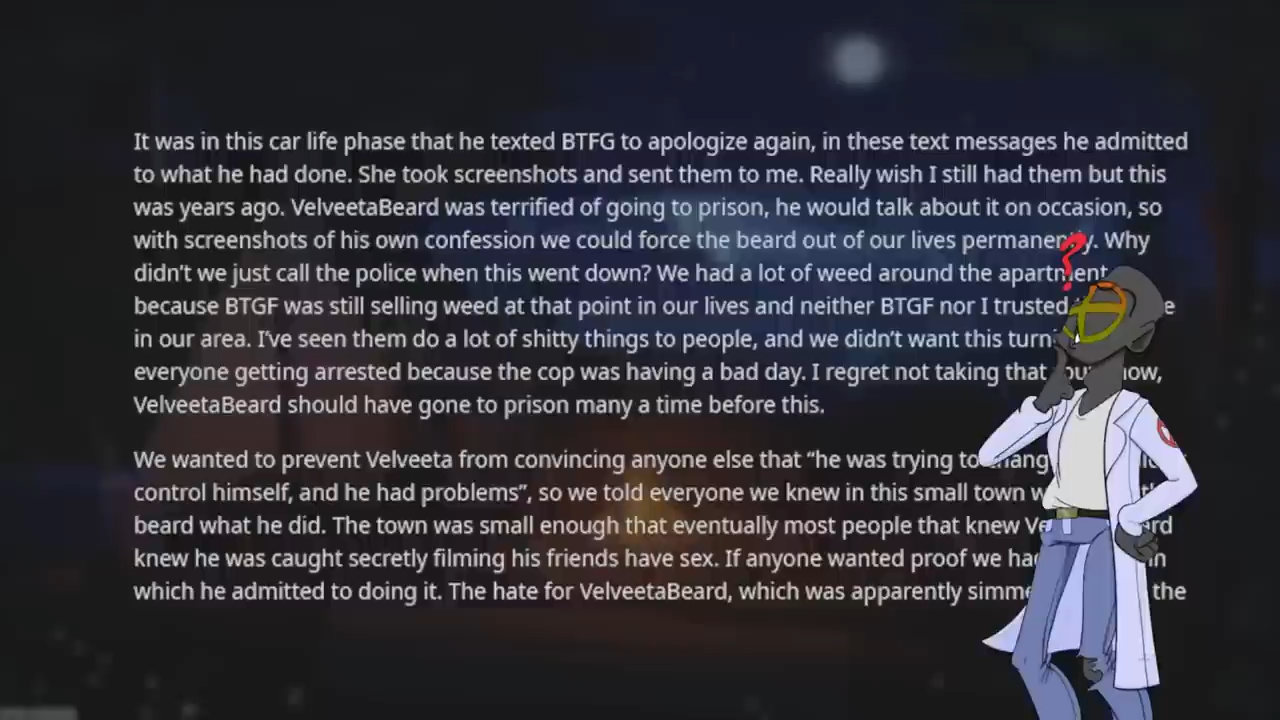 It was in this car life phase that he texted BTFG to apologize again, in these text messages he admitted
to what he had done. She took screenshots and sent them to me. Really wish I still had them but this
was years ago. VelveetaBeard was terrified of going to prison, he would talk about it on occasion, so
with screenshots of his own confession we could force the beard out of our lives permanently. Why
didn't we just call the police when this went down? We had a lot of weed around the apartment
because BTGF was still selling weed at that point in our lives and neither BTGF nor I trusted
in our area. I've seen them do a lot of shitty things to people, and we didn't want this
everyone getting arrested because the cop was having a bad day. I regret not taking that
VelveetaBeard should have gone to prison many a time before this.
We wanted to prevent Velveeta from convincing anyone else that "he was trying to
control himself, and he had problems", so we told everyone we knew in this small town
beard what he did. The town was small enough that eventually most people that knew
knew he was caught secretly filming his friends have sex. If anyone wanted proof we
which he admitted to doing it. The hate for VelveetaBeard, which was apparently the
?